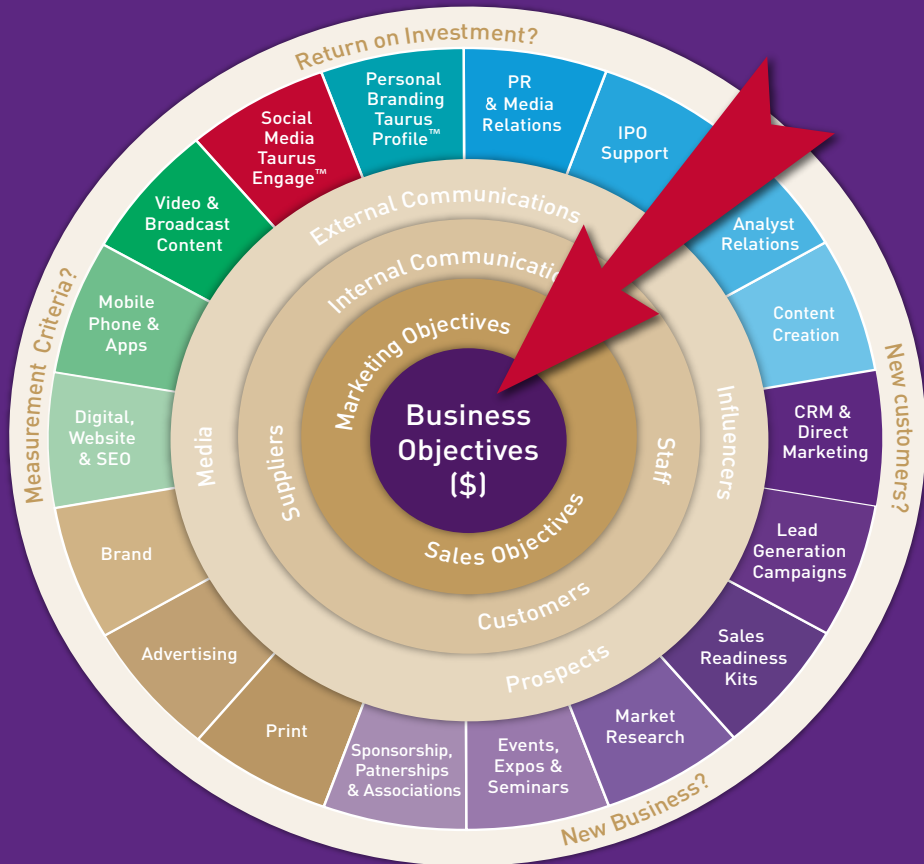 Return on Investment?
Personal
Branding
Taurus
Profile™
PR
& Media
Relations
IPO
Support
Analyst
Relations
Content
Creation
New customers?
CRM &
Direct
Marketing
Lead
Generation
Campaigns
Sales
Readiness
Kits
Market
Research
New Business?
Events,
Expos &
Seminars
Sponsorship,
Patnerships
& Associations
Print
Advertising
Brand
Digital,
Website
& SEO
Mobile
Phone &
Apps
Measurement Criteria?
Video &
Broadcast
Content
Social
Media
Taurus
Engage™
External Communications
Influencers
Prospects
Media
Internal
Staff
Customers
Suppliers
Marketing Objectives
Sales Objectives
Business
Objectives
($)